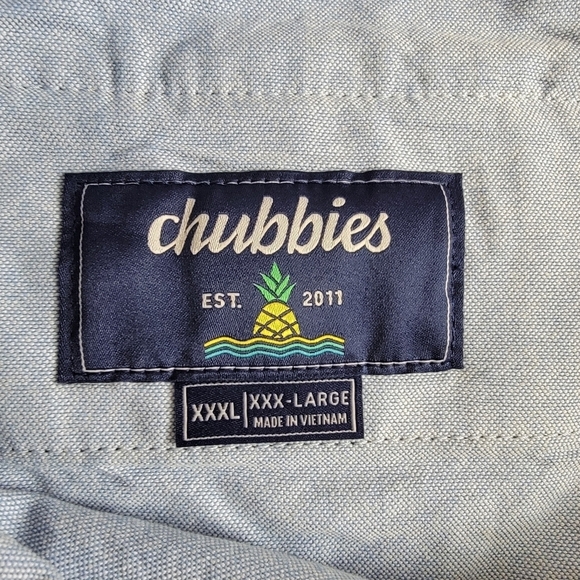 chubbies
EST. 2011
XXXL XXX-LARGE
MADE IN VIETNAM